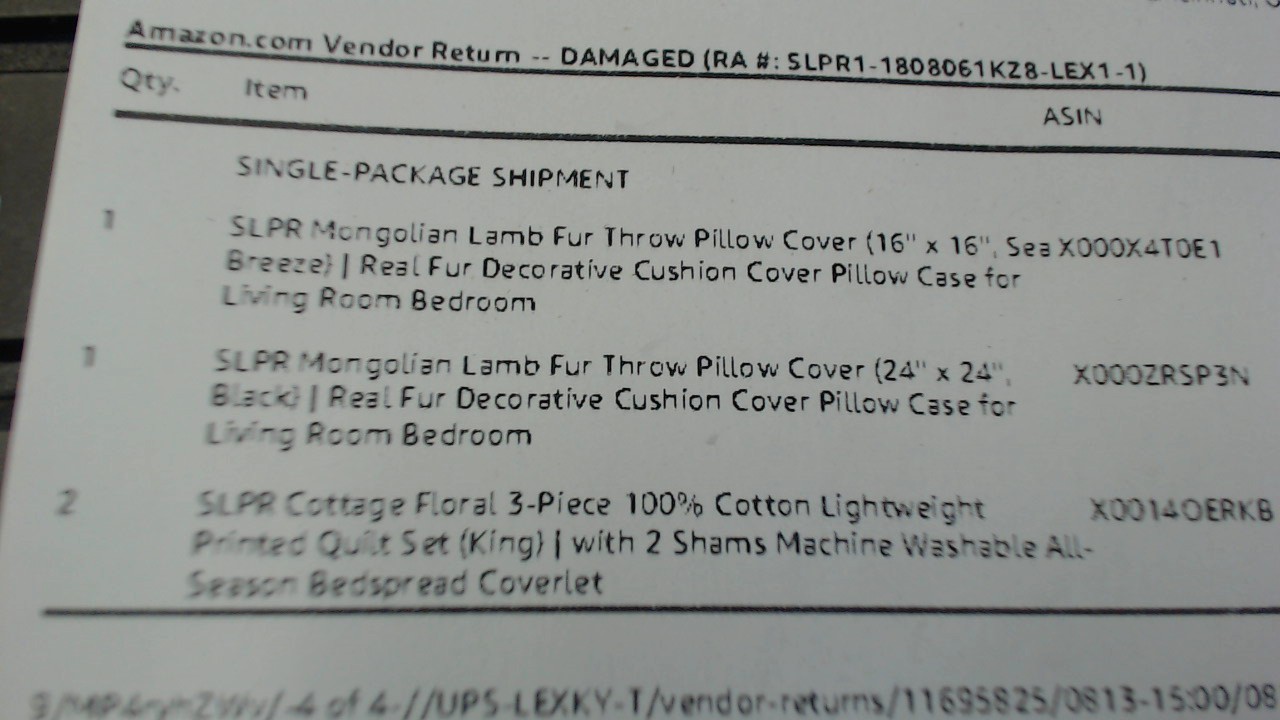 Amazon.com Vendor Return -- DAMAGED (RA #: SLPR1-1808061KZ8-LEX1-1)
Qty. Item ASIN
SINGLE-PACKAGE SHIPMENT
1 SLPR Mongolian Lamb Fur Throw Pillow Cover (16" x 16", Sea X000X4T0E1
Breeze) | Real Fur Decorative Cushion Cover Pillow Case for
Living Room Bedroom
1 SLPR Mongolian Lamb Fur Throw Pillow Cover (24" x 24", X000ZRSP3N
Black) | Real Fur Decorative Cushion Cover Pillow Case for
Living Room Bedroom
2 SLPR Cottage Floral 3-Piece 100% Cotton Lightweight X0014OERKB
Printed Quilt Set (King) | with 2 Shams Machine Washable All-
Season Bedspread Coverlet
-4 of 4-//UPS-LEXKY-T/vendor-returns/11695825/0813-15:00/08